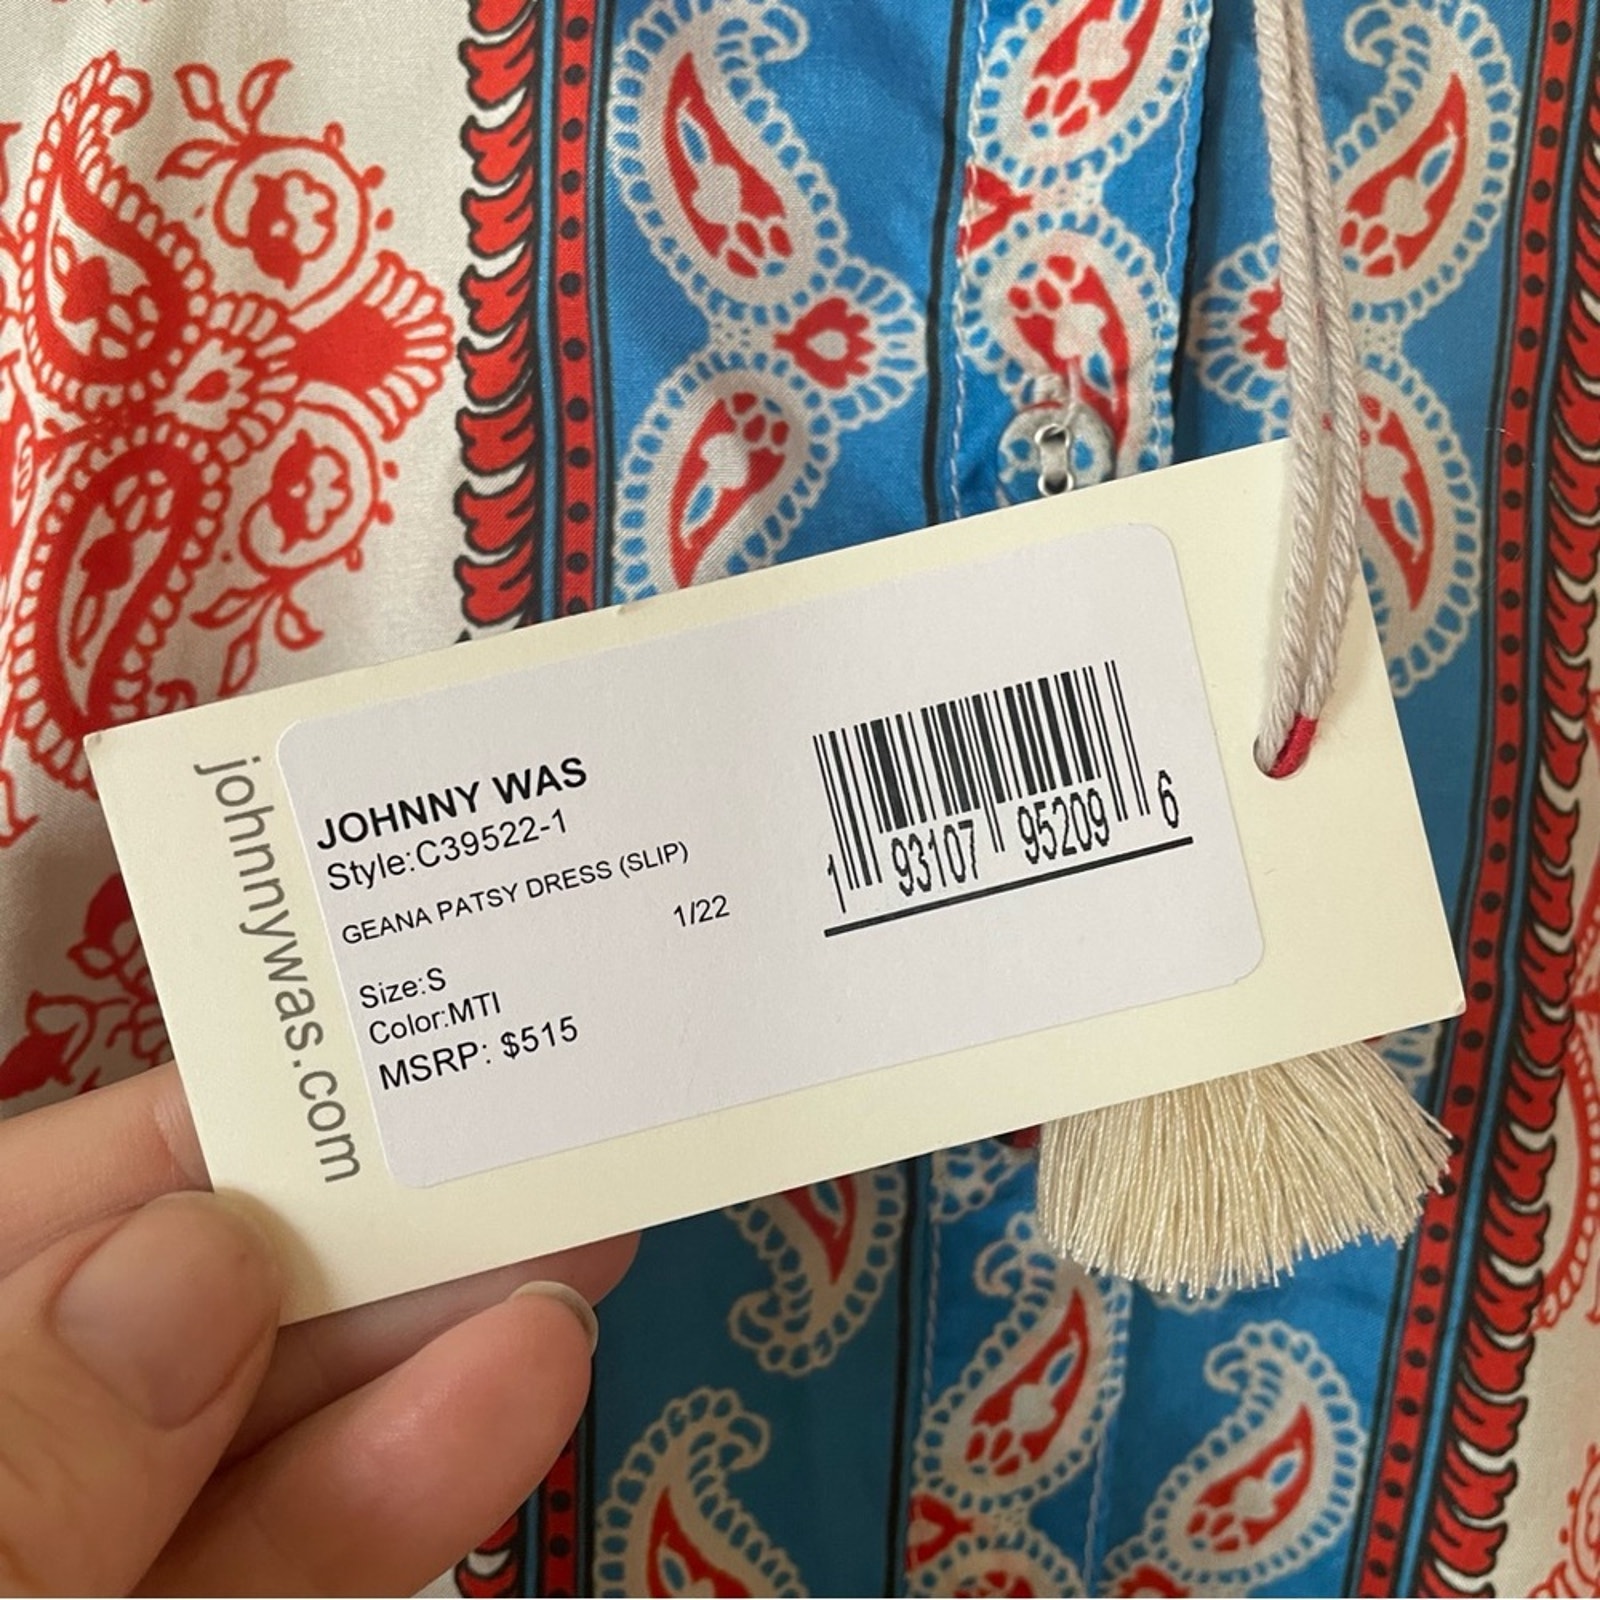 johnnywas.com
JOHNNY WAS
Style:C39522-1
GEANA PATSY DRESS (SLIP)
1/22
Size:S
Color:MTI
MSRP: $515
1 93107 95209 6